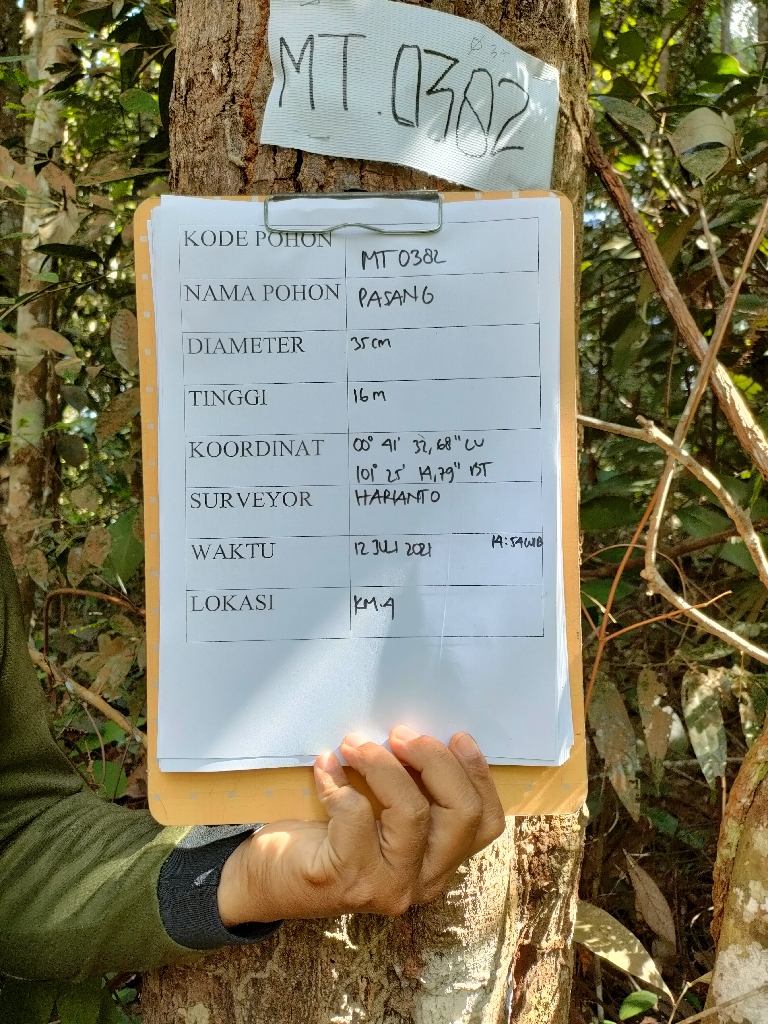 MT.0382
KODE POHON MT 0382
NAMA POHON PASANG
DIAMETER 35 cm
TINGGI 16 m
KOORDINAT 00° 41' 32,68" LU
101° 25' 14,79" BT
SURVEYOR HARIANTO
WAKTU 12 JULI 2021 14:54 WIB
LOKASI KM.4